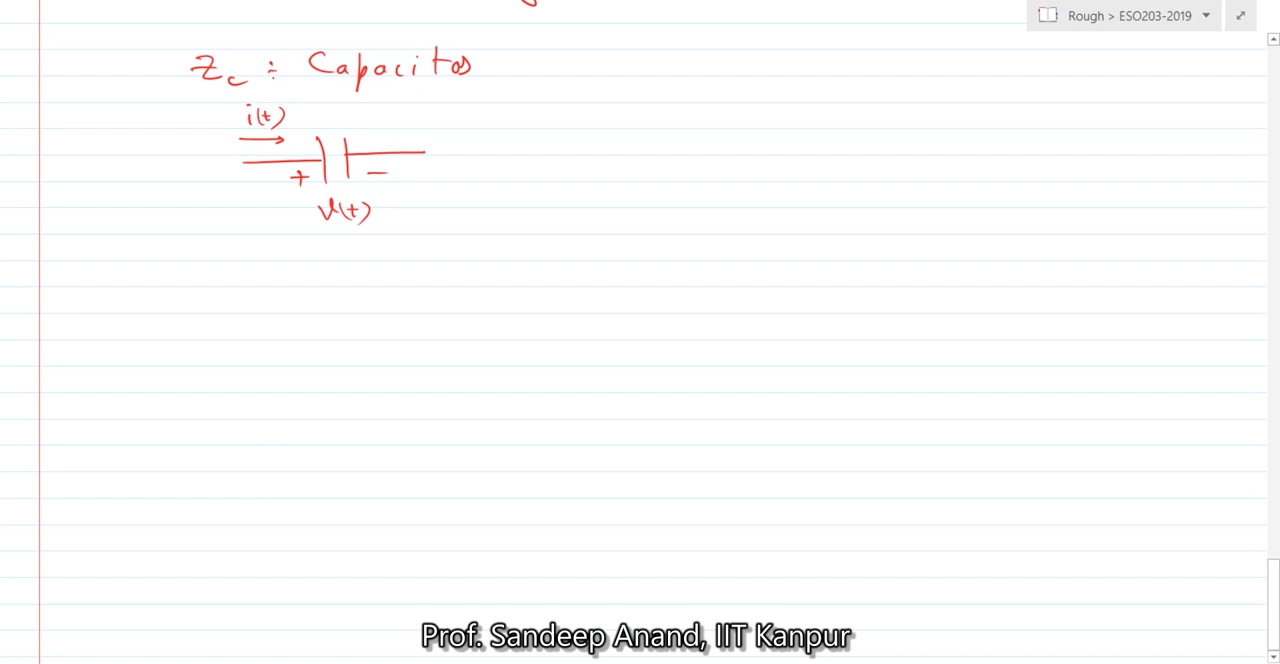 Rough > ESO203-2019
Zc : Capacitor
i(t)
+ −
v(t)
Prof. Sandeep Anand, IIT Kanpur